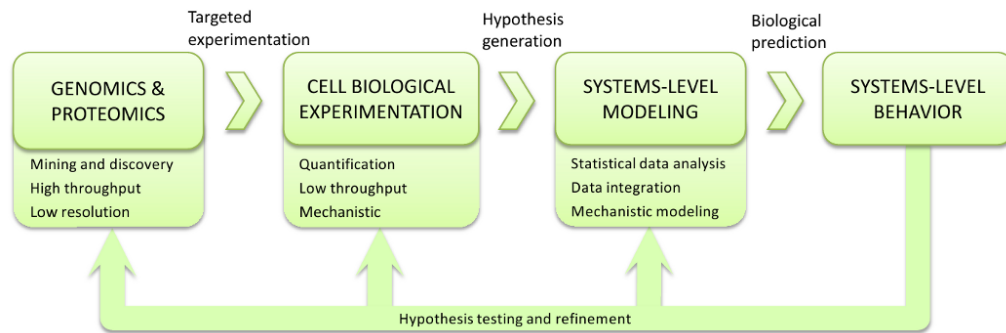 Targeted
experimentation
Hypothesis
generation
Biological
prediction
GENOMICS &
PROTEOMICS
Mining and discovery
High throughput
Low resolution
CELL BIOLOGICAL
EXPERIMENTATION
Quantification
Low throughput
Mechanistic
SYSTEMS-LEVEL
MODELING
Statistical data analysis
Data integration
Mechanistic modeling
SYSTEMS-LEVEL
BEHAVIOR
Hypothesis testing and refinement